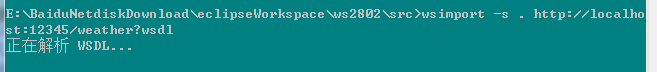 E:\BaiduNetdiskDownload\eclipseWorkspace\ws2802\src>wsimport -s . http://localho
st:12345/weather?wsdl
正在解析 WSDL...